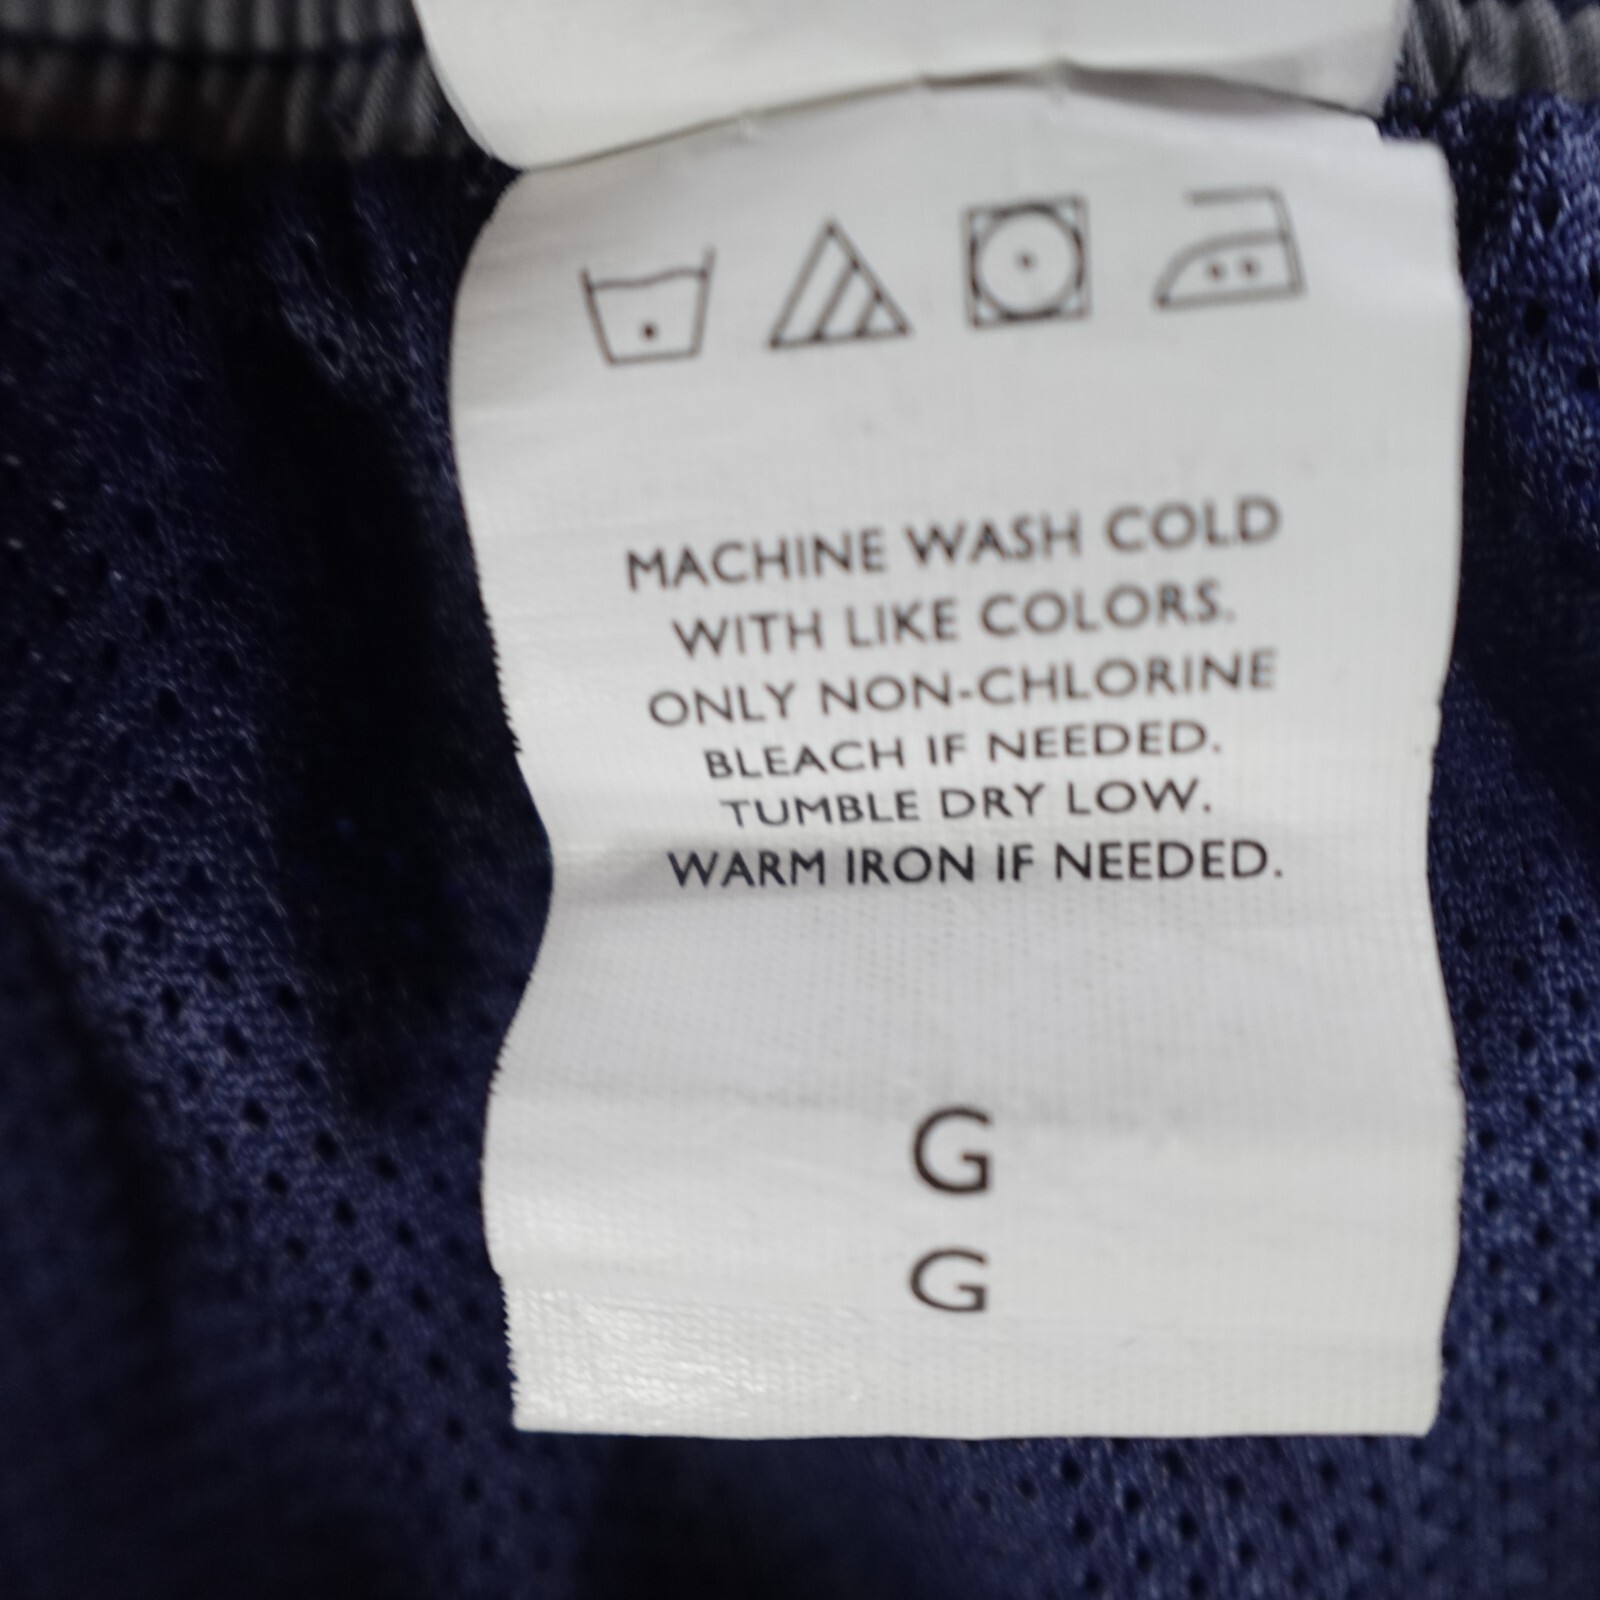 MACHINE WASH COLD
WITH LIKE COLORS.
ONLY NON-CHLORINE
BLEACH IF NEEDED.
TUMBLE DRY LOW.
WARM IRON IF NEEDED.
G
G